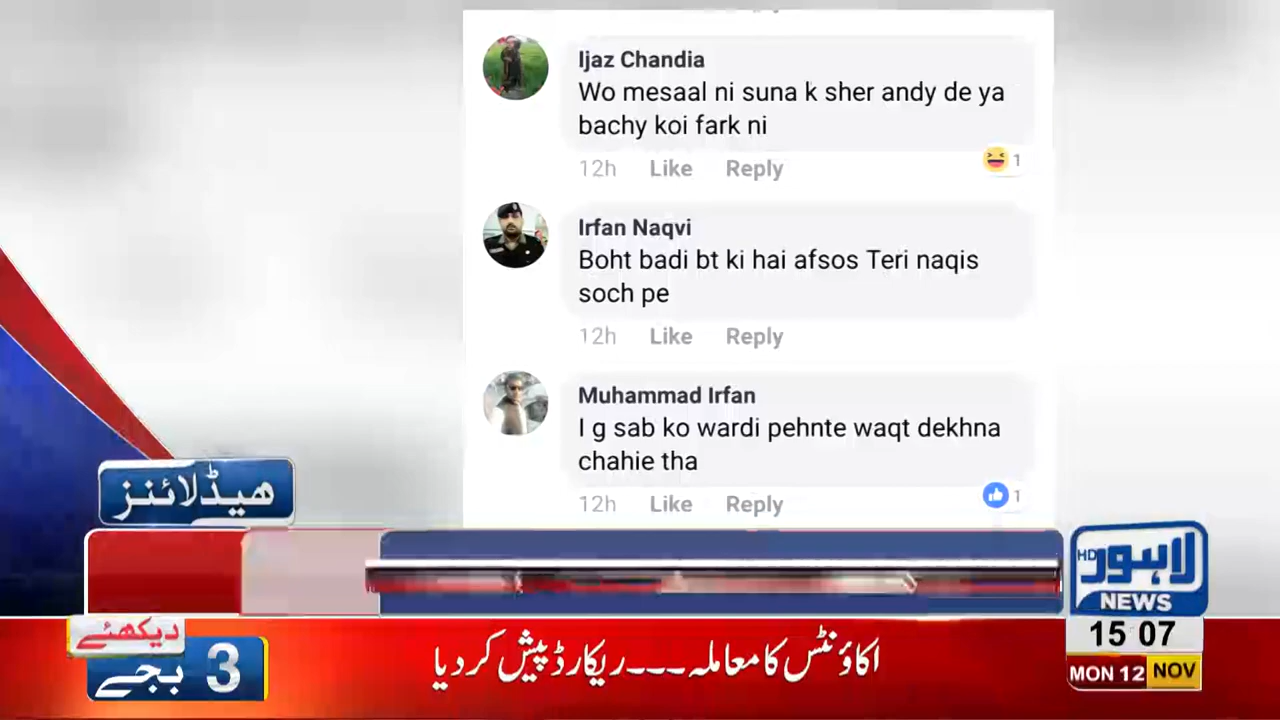 Ijaz Chandia
Wo mesaal ni suna k sher andy de ya
bachy koi fark ni
12h Like Reply
1
Irfan Naqvi
Boht badi bt ki hai afsos Teri naqis
soch pe
12h Like Reply
Muhammad Irfan
I g sab ko wardi pehnte waqt dekhna
chahie tha
12h Like Reply
1
ھیڈلائنز
HD لاہور
NEWS
15 07
MON 12 NOV
دیکھئے
3 بجے
اکاؤنٹس کا معاملہ۔۔۔ریکارڈ پیش کر دیا